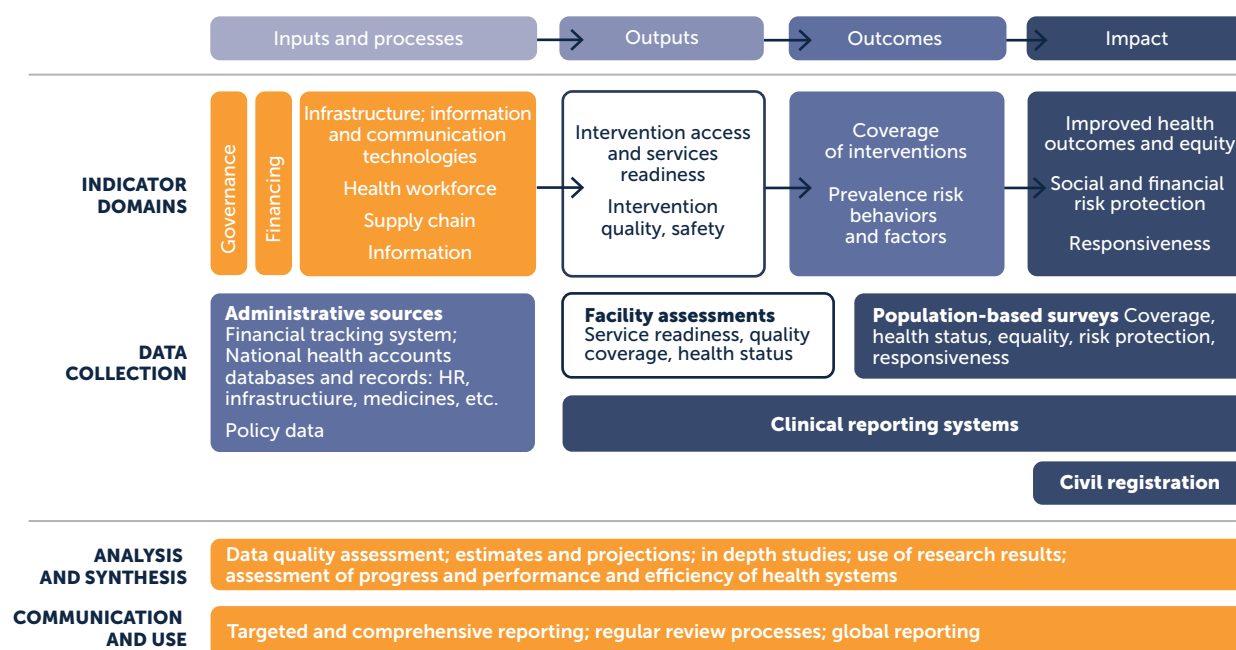 Inputs and processes
Outputs
Outcomes
Impact
INDICATOR
DOMAINS
Governance
Financing
Infrastructure; information
and communication
technologies
Health workforce
Supply chain
Information
Intervention access
and services
readiness
Intervention
quality, safety
Coverage
of interventions
Prevalence risk
behaviors
and factors
Improved health
outcomes and equity
Social and financial
risk protection
Responsiveness
DATA
COLLECTION
Administrative sources
Financial tracking system;
National health accounts
databases and records: HR,
infrastructiure, medicines, etc.
Policy data
Facility assessments
Service readiness, quality
coverage, health status
Population-based surveys Coverage,
health status, equality, risk protection,
responsiveness
Clinical reporting systems
Civil registration
ANALYSIS
AND SYNTHESIS
Data quality assessment; estimates and projections; in depth studies; use of research results;
assessment of progress and performance and efficiency of health systems
COMMUNICATION
AND USE
Targeted and comprehensive reporting; regular review processes; global reporting